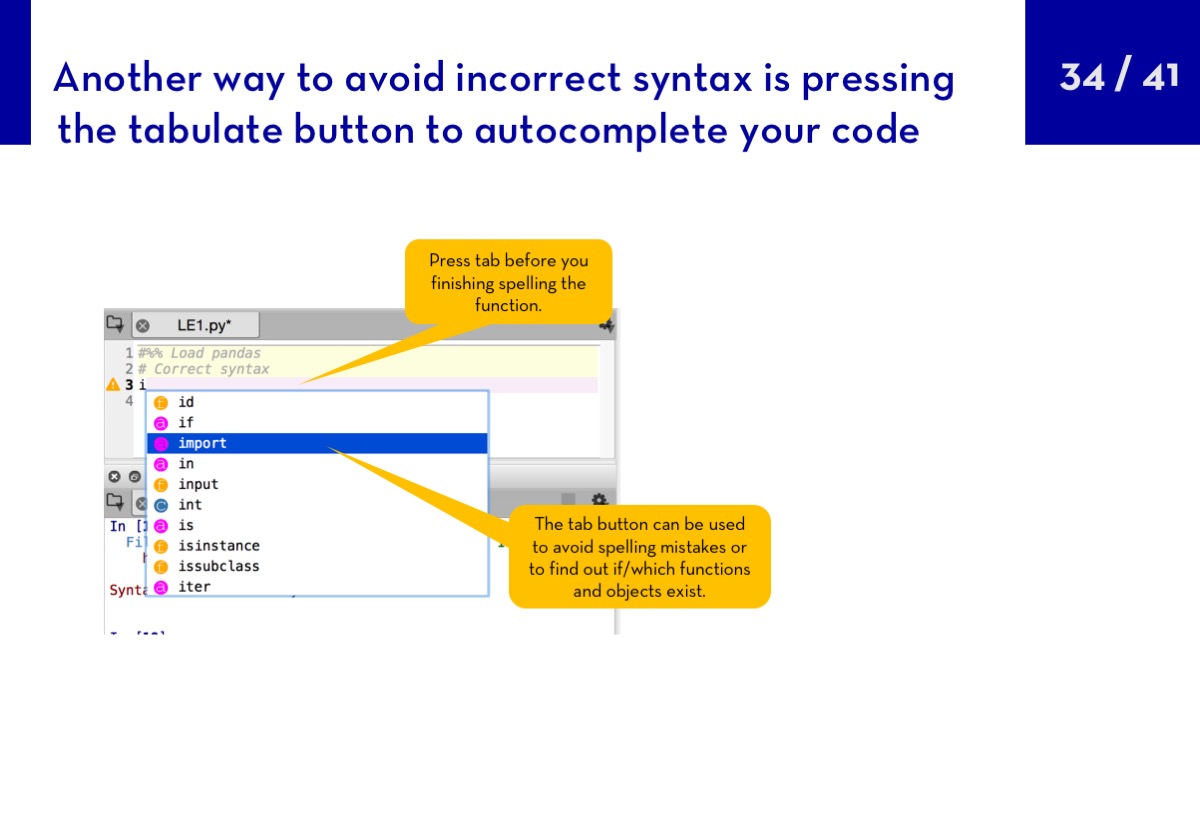 Another way to avoid incorrect syntax is pressing
the tabulate button to autocomplete your code
34 / 41
Press tab before you
finishing spelling the
function.
LE1.py*
1 #%% Load pandas
2 # Correct syntax
3 i
4
id
if
import
in
input
int
is
isinstance
issubclass
iter
In [1
Fil
Synta
The tab button can be used
to avoid spelling mistakes or
to find out if/which functions
and objects exist.